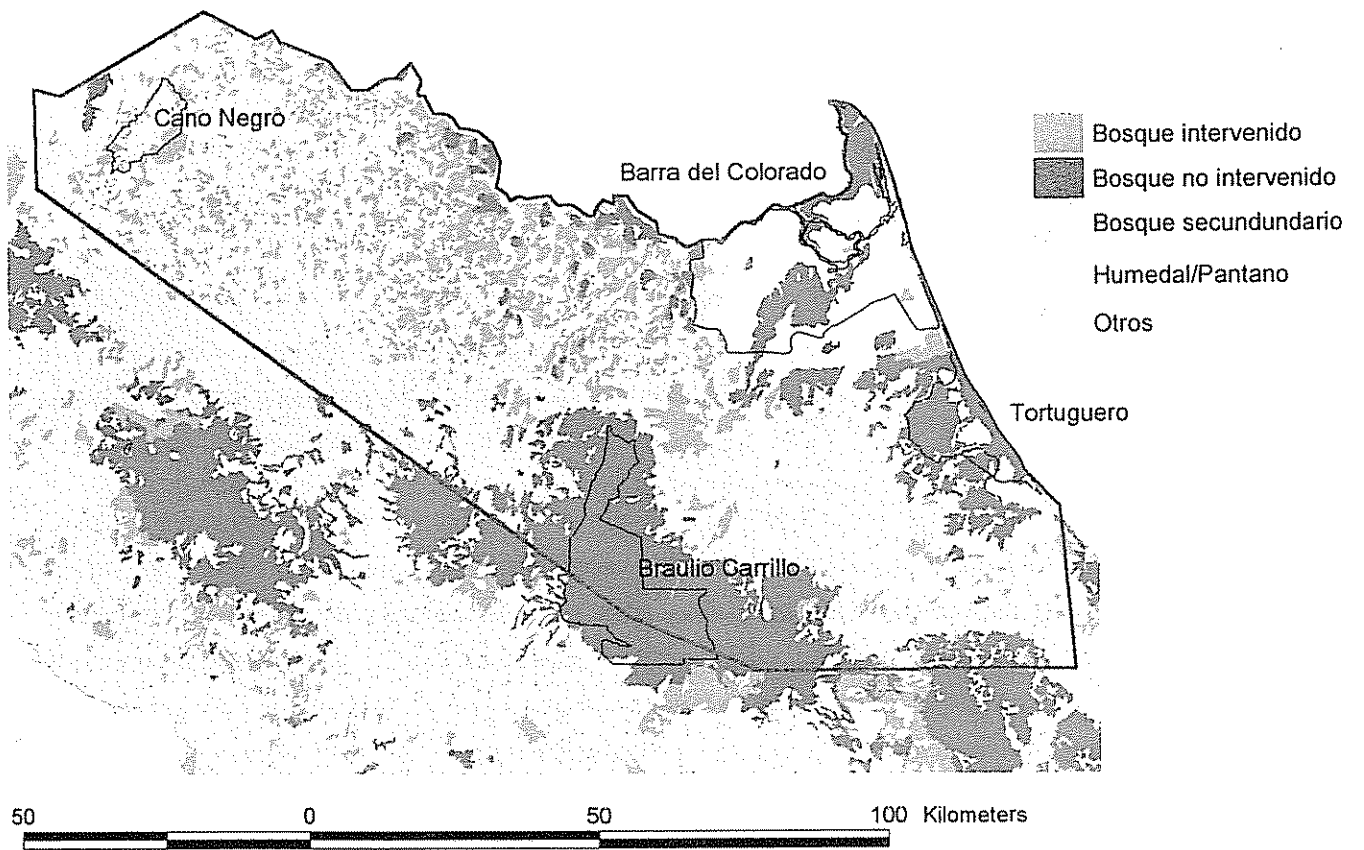 Cano Negro
Barra del Colorado
Tortuguero
Braulio Carrillo
Bosque intervenido
Bosque no intervenido
Bosque secundundario
Humedal/Pantano
Otros
50 0 50 100 Kilometers